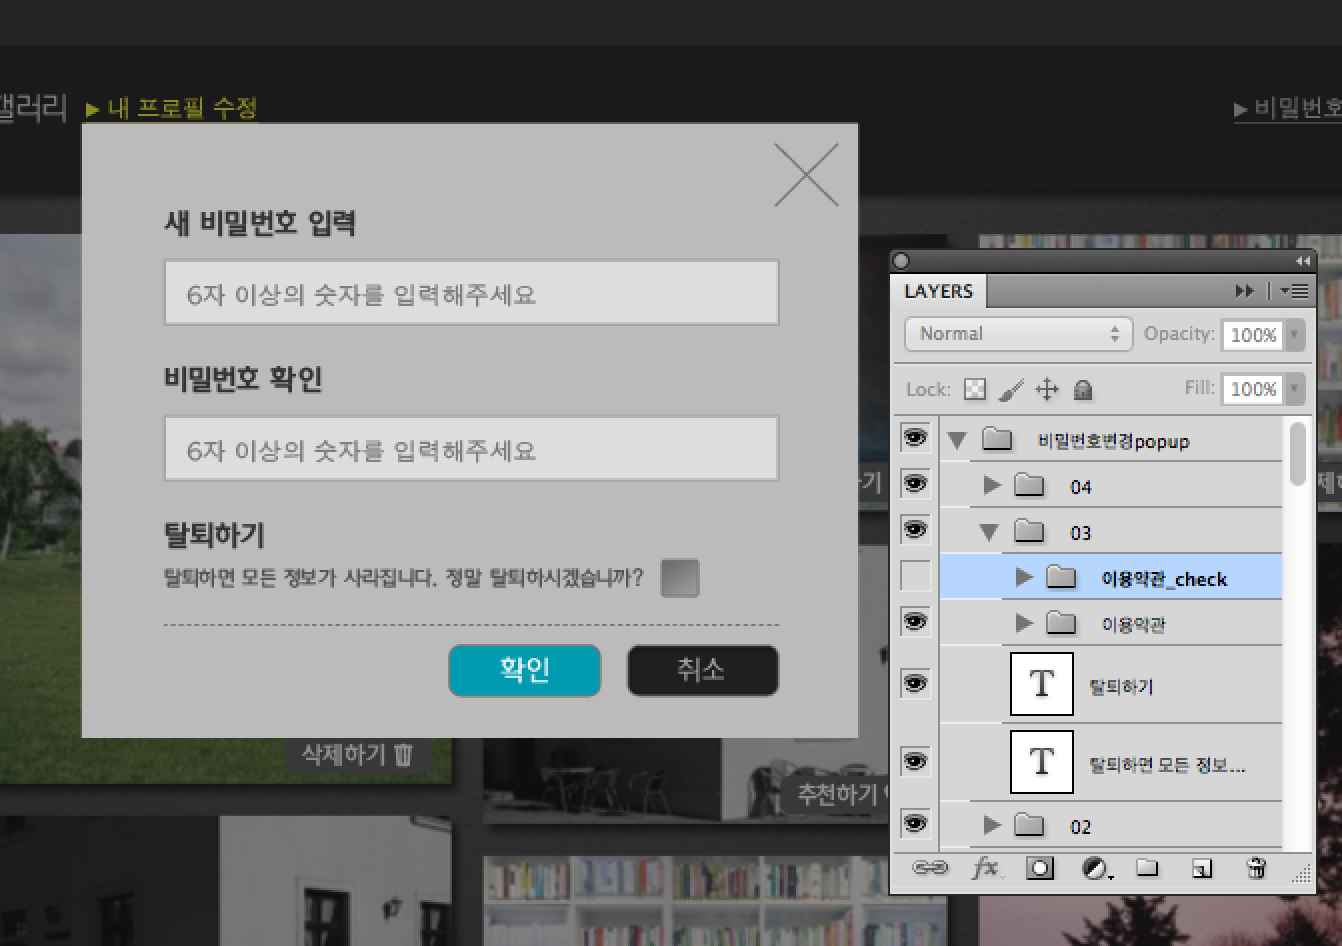 갤러리 ▶ 내 프로필 수정
▶ 비밀번호
새 비밀번호 입력
6자 이상의 숫자를 입력해주세요
비밀번호 확인
6자 이상의 숫자를 입력해주세요
탈퇴하기
탈퇴하면 모든 정보가 사라집니다. 정말 탈퇴하시겠습니까?
확인
취소
삭제하기
추천하기
LAYERS
Normal
Opacity: 100%
Lock:
Fill: 100%
비밀번호변경popup
04
03
이용약관_check
이용약관
T 탈퇴하기
T 탈퇴하면 모든 정보...
02
fx